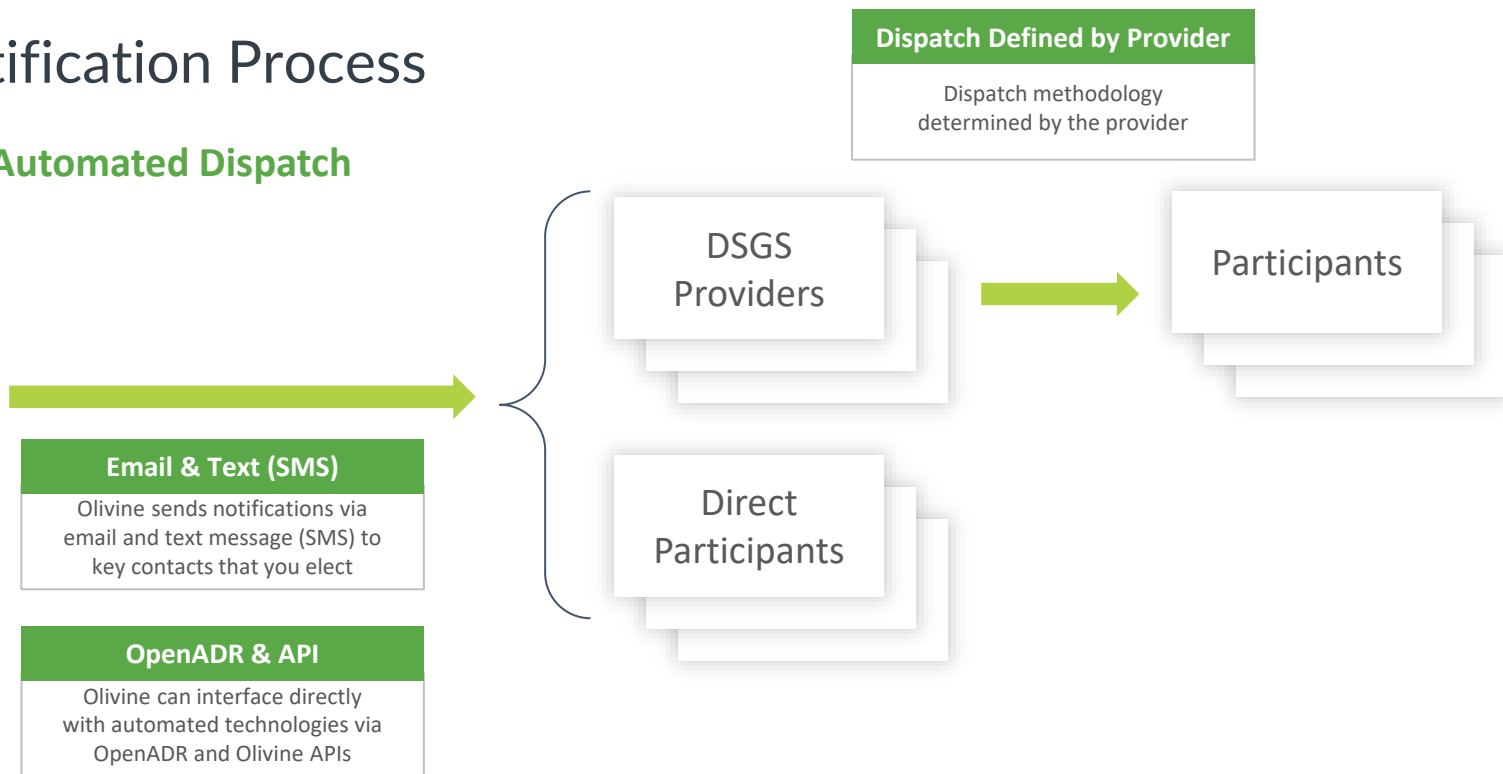 tification Process
Automated Dispatch
Dispatch Defined by Provider
Dispatch methodology
determined by the provider
DSGS
Providers
Participants
Email & Text (SMS)
Olivine sends notifications via
email and text message (SMS) to
key contacts that you elect
Direct
Participants
OpenADR & API
Olivine can interface directly
with automated technologies via
OpenADR and Olivine APIs